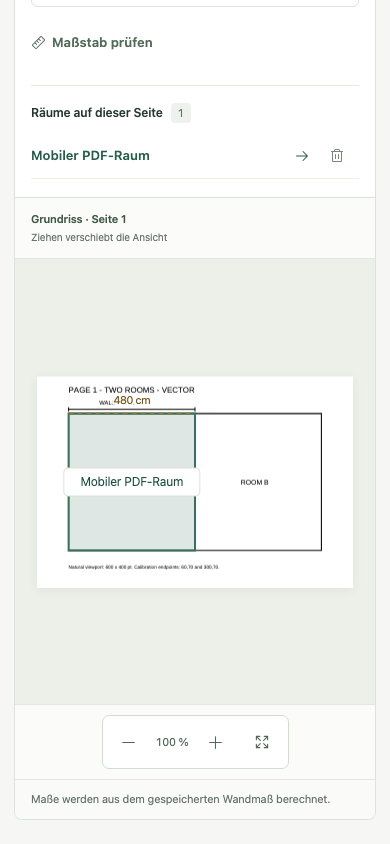 Maßstab prüfen
Räume auf dieser Seite 1
Mobiler PDF-Raum
Grundriss · Seite 1
Ziehen verschiebt die Ansicht
PAGE 1 - TWO ROOMS - VECTOR
480 cm
Mobiler PDF-Raum
ROOM B
Natural viewport: 600 x 400 pt. Calibration endpoints: 60,70 and 300,70.
100 %
Maße werden aus dem gespeicherten Wandmaß berechnet.